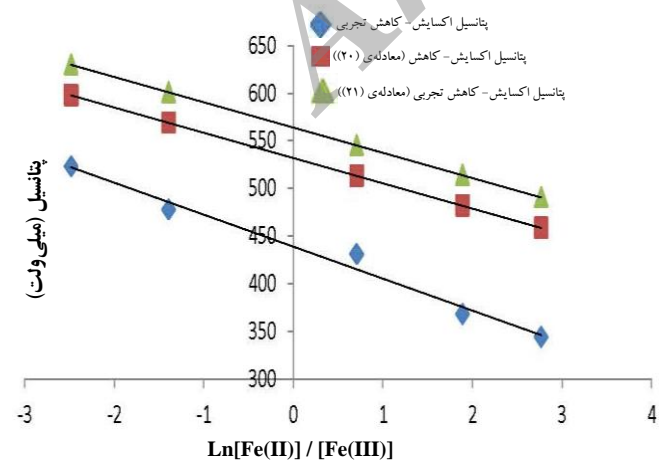 پتانسیل اکسایش- کاهش تجربی
پتانسیل اکسایش- کاهش (معادله‌ی (۲۰))
پتانسیل اکسایش- کاهش تجربی (معادله‌ی (۲۱))
650
600
550
500
450
400
350
300
پتانسیل (میلی‌ولت)
-3 -2 -1 0 1 2 3 4
Ln[Fe(II)] / [Fe(III)]